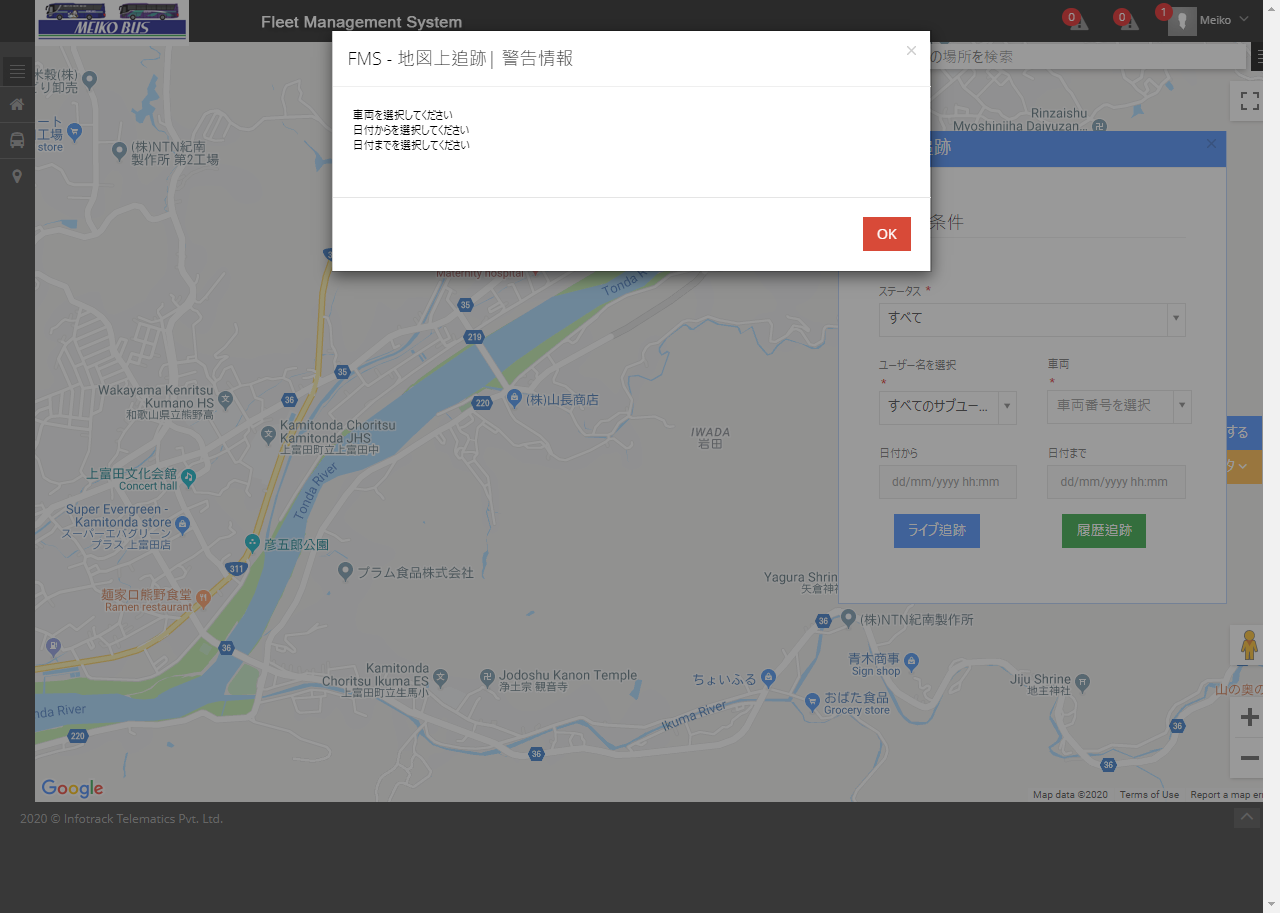 MEIKO BUS
Fleet Management System
0
0
1
Meiko
FMS - 地図上追跡| 警告情報
×
車両を選択してください
日付からを選択してください
日付までを選択してください
OK
の場所を検索
米穀(株)
卸売
ート
工場
store
(株)NTN紀南
製作所 第2工場
Rinzaishu
Myoshinjiha Daiyuzan...
追跡
×
条件
Maternity hospital
Tonda R
ステータス *
すべて
ユーザー名を選択
*
すべてのサブユー...
車両
*
車両番号を選択
日付から
dd/mm/yyyy hh:mm
日付まで
dd/mm/yyyy hh:mm
ライブ追跡
履歴追跡
する
タ
35
219
35
36
220
(株)山長商店
Wakayama Kenritsu
Kumano HS
和歌山県立熊野高
Kamitonda Choritsu
Kamitonda JHS
上富田町立上富田中
IWADA
岩田
上富田文化会館
Concert hall
Tonda River
Super Evergreen -
Kamitonda store
スーパーエバグリーン
プラス 上富田店
彦五郎公園
311
プラム食品株式会社
麺家口熊野食堂
Ramen restaurant
Yagura Shrin
矢倉神社
36
(株)NTN紀南製作所
36
青木商事
Sign shop
Kamitonda
Choritsu Ikuma ES
上富田町立生馬小
Jodoshu Kanon Temple
浄土宗 観音寺
ちょいふる
おばた食品
Grocery store
Jiju Shrine
地主神社
山の奥の
nda River
Ikuma River
220
36
36
36
Google
Map data ©2020
Terms of Use
Report a map er
2020 © Infotrack Telematics Pvt. Ltd.